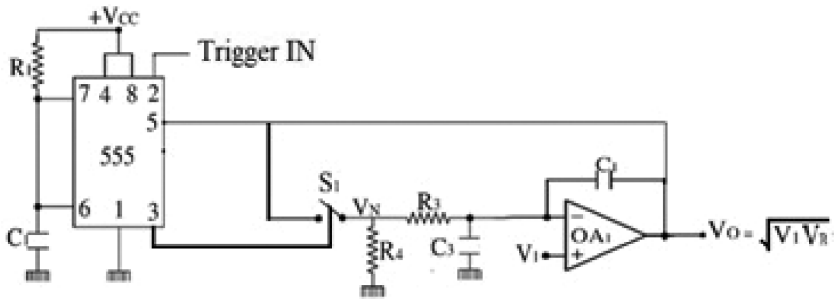 +VCC
R1
Trigger IN
7 4 8 2
5
555
6 1 3
C1
S1
VN
R3
R4
C3
C1
V1
−
+
OA1
VO = √V1 VR